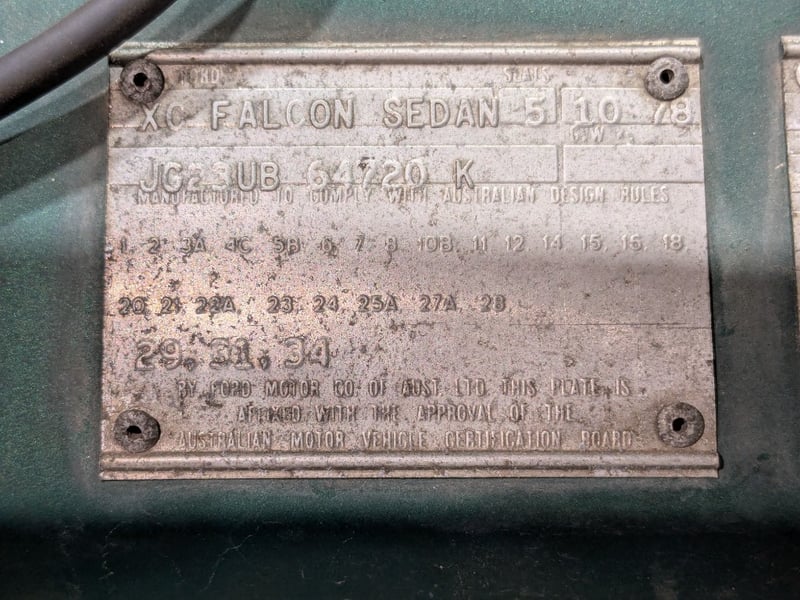 FORD SEATS
XC FALCON SEDAN 5 10 78
JC23UB 64720 K
MANUFACTURED TO COMPLY WITH AUSTRALIAN DESIGN RULES
1, 2, 3A, 4C, 5B, 6, 7, 8, 10B, 11, 12, 14, 15, 16, 18,
20, 21, 22A, 23, 24, 25A, 27A, 28
29, 31, 34
BY FORD MOTOR CO. OF AUST. LTD. THIS PLATE IS
AFFIXED WITH THE APPROVAL OF THE
AUSTRALIAN MOTOR VEHICLE CERTIFICATION BOARD